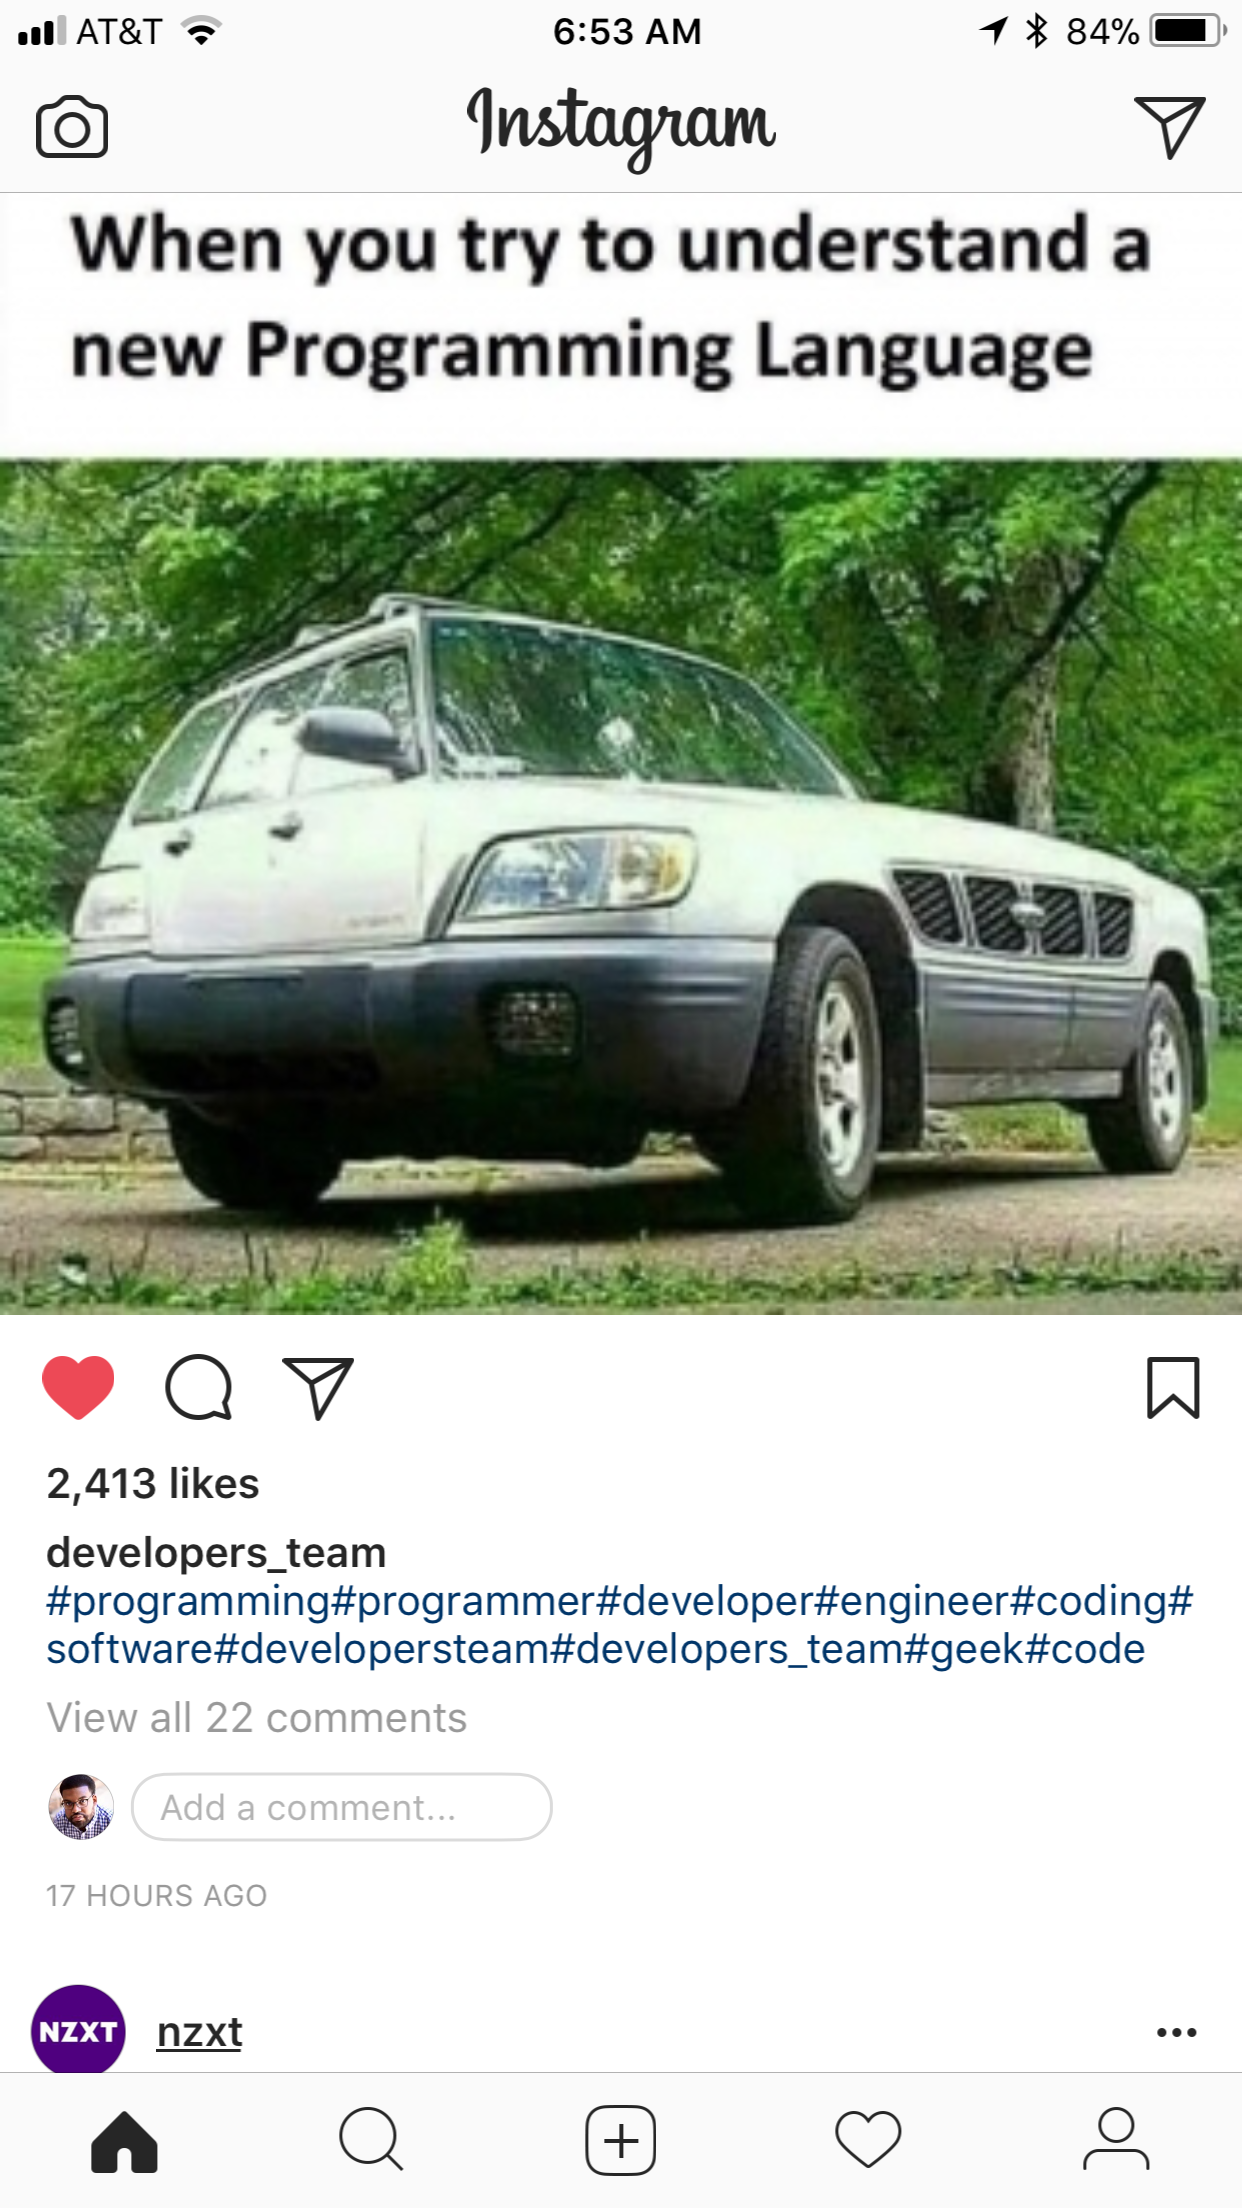 AT&T 6:53 AM 84%
Instagram
When you try to understand a
new Programming Language
2,413 likes
developers_team
#programming#programmer#developer#engineer#coding#
software#developersteam#developers_team#geek#code
View all 22 comments
Add a comment...
17 HOURS AGO
NZXT nzxt